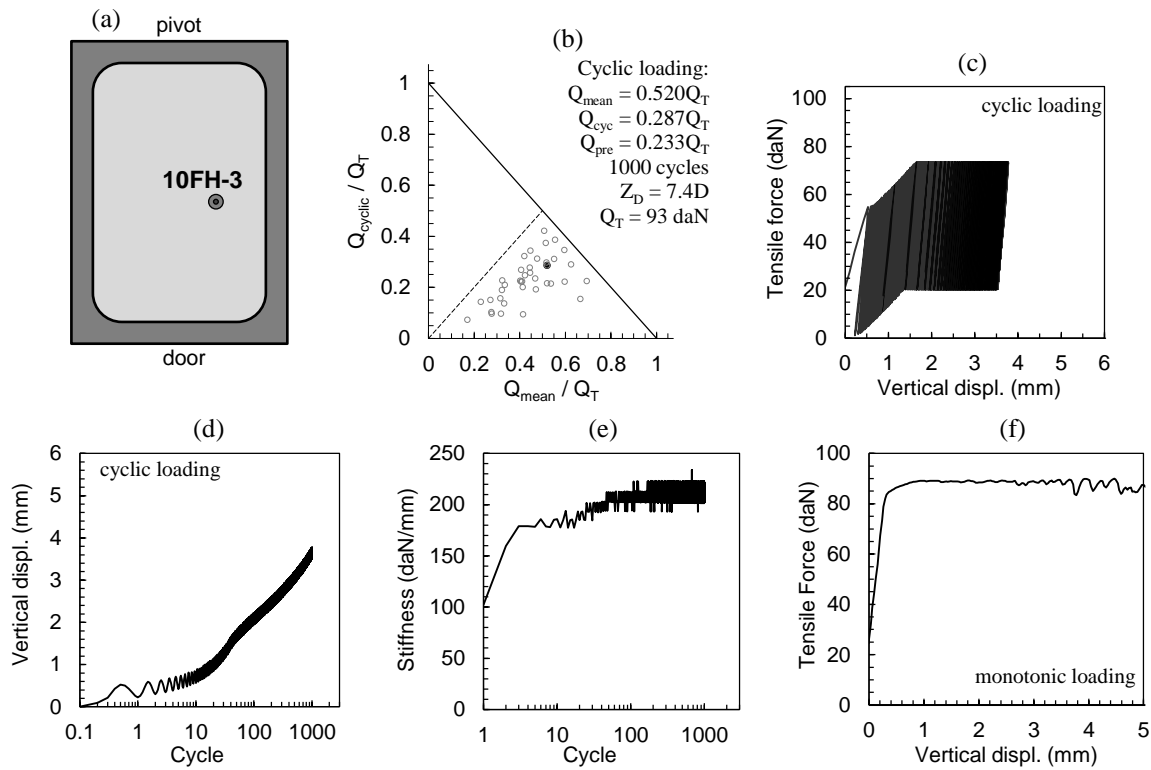 (a)
pivot
10FH-3
door
(b)
Cyclic loading:
Q_mean = 0.520Q_T
Q_cyc = 0.287Q_T
Q_pre = 0.233Q_T
1000 cycles
Z_D = 7.4D
Q_T = 93 daN
Q_cyclic / Q_T
1
0.8
0.6
0.4
0.2
0
0 0.2 0.4 0.6 0.8 1
Q_mean / Q_T
(c)
cyclic loading
Tensile force (daN)
100
80
60
40
20
0
0 1 2 3 4 5 6
Vertical displ. (mm)
(d)
cyclic loading
Vertical displ. (mm)
6
5
4
3
2
1
0
0.1 1 10 100 1000
Cycle
(e)
Stiffness (daN/mm)
250
200
150
100
50
0
1 10 100 1000
Cycle
(f)
Tensile Force (daN)
100
80
60
40
20
0
monotonic loading
0 1 2 3 4 5
Vertical displ. (mm)